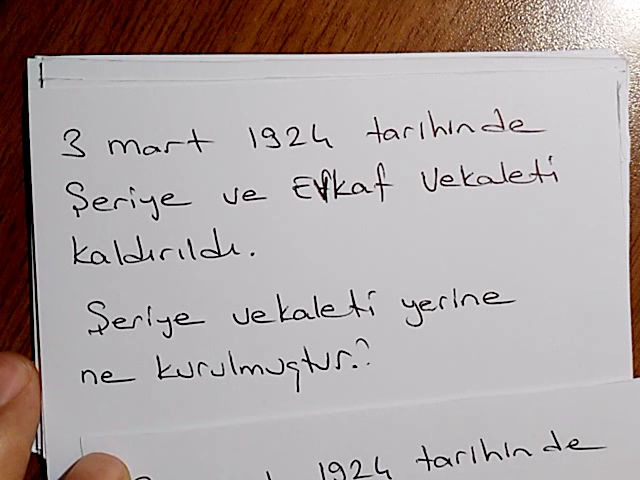 3 mart 1924 tarihinde
Şeriye ve Evkaf Vekaleti
kaldırıldı.
Şeriye vekaleti yerine
ne kurulmuştur.?
1924 tarihinde